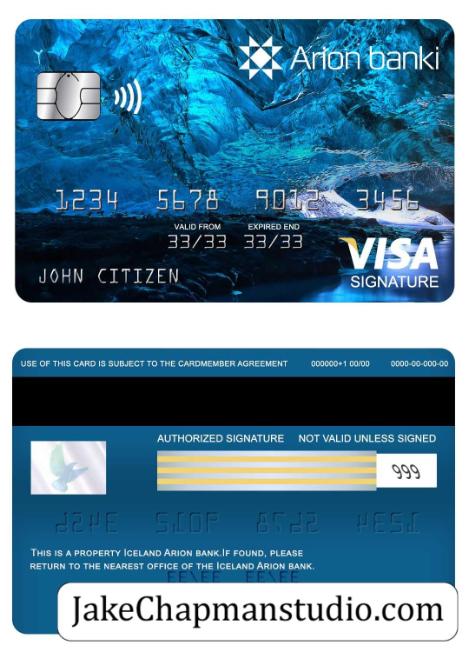 Arion banki
1234 5678 9012 3456
VALID FROM EXPIRED END
33/33 33/33
JOHN CITIZEN
VISA
SIGNATURE
USE OF THIS CARD IS SUBJECT TO THE CARDMEMBER AGREEMENT 000000+1 00/00 0000-00-000-00
AUTHORIZED SIGNATURE NOT VALID UNLESS SIGNED
999
THIS IS A PROPERTY ICELAND ARION BANK.IF FOUND, PLEASE
RETURN TO THE NEAREST OFFICE OF THE ICELAND ARION BANK.
JakeChapmanstudio.com